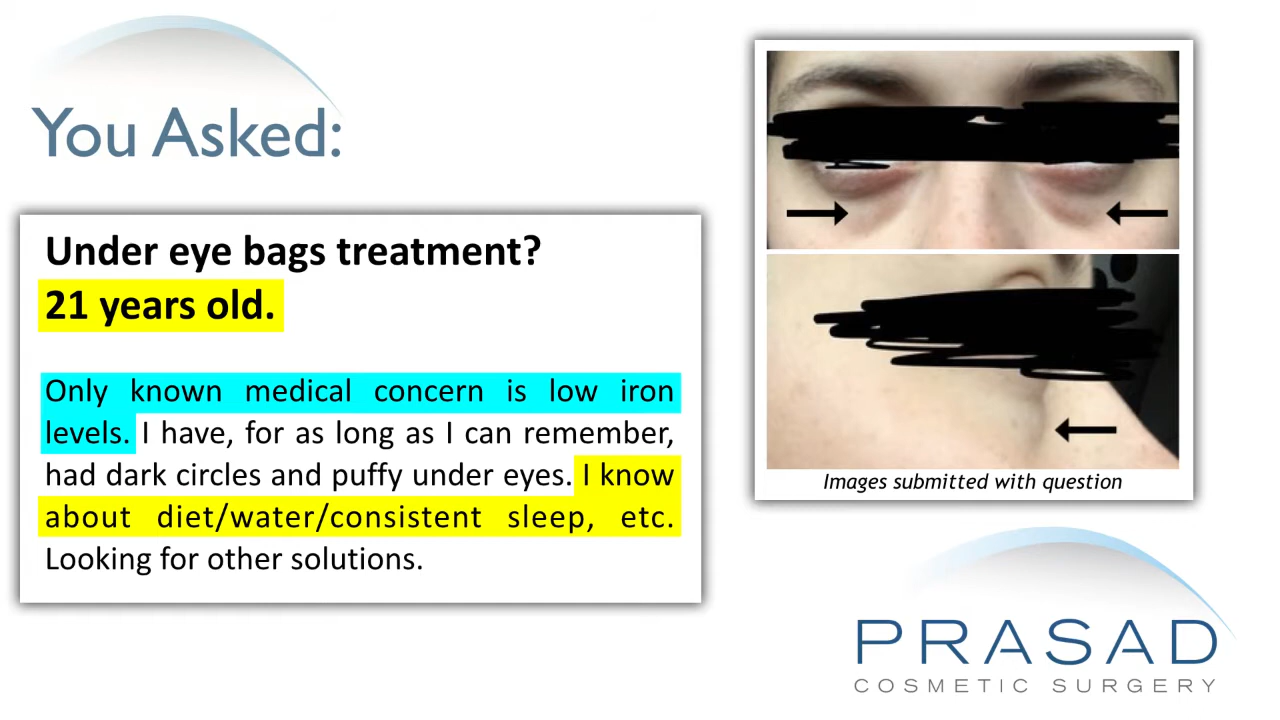 You Asked:
Under eye bags treatment?
21 years old.
Only known medical concern is low iron
levels. I have, for as long as I can remember,
had dark circles and puffy under eyes. I know
about diet/water/consistent sleep, etc.
Looking for other solutions.
Images submitted with question
PRASAD
COSMETIC SURGERY